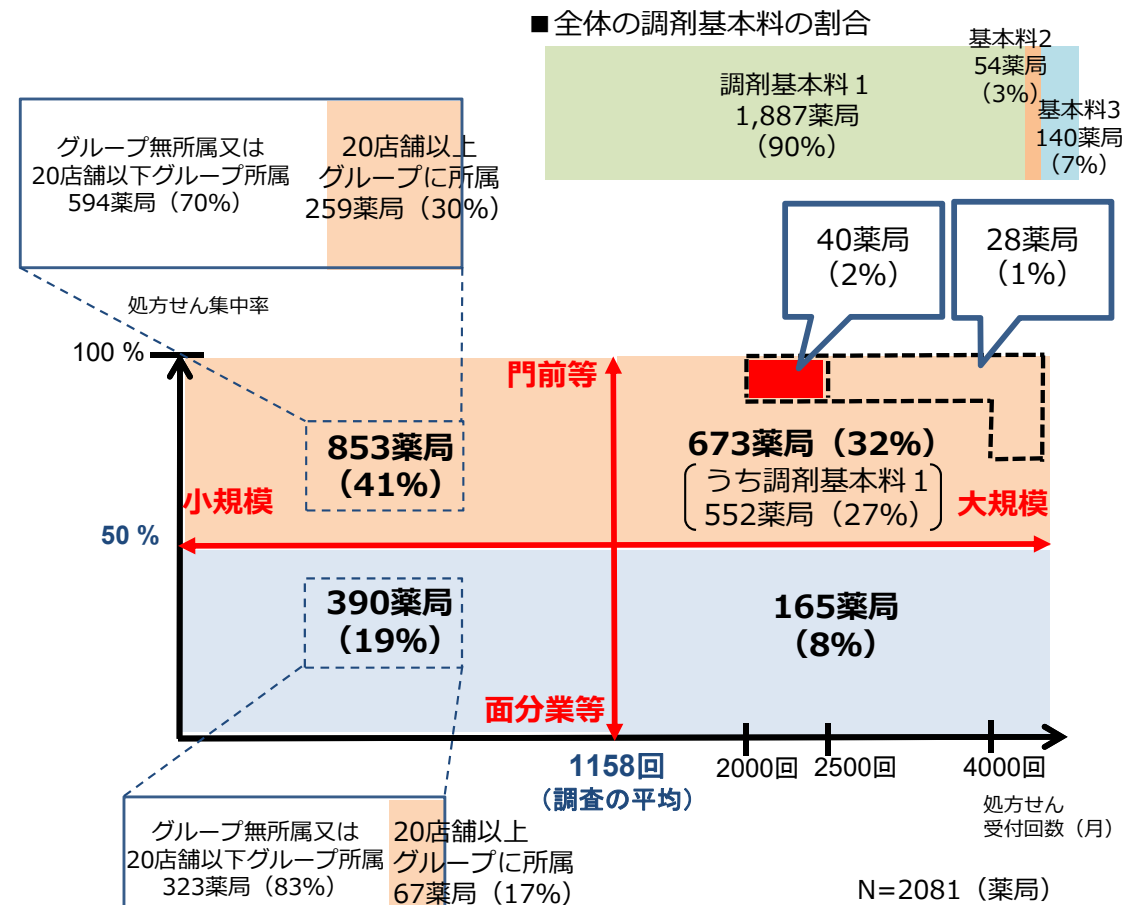 ■全体の調剤基本料の割合
調剤基本料１
1,887薬局
（90%）
基本料2
54薬局
（3%）
基本料3
140薬局
（7%）
グループ無所属又は
20店舗以下グループ所属
594薬局（70%）
20店舗以上
グループに所属
259薬局（30%）
40薬局
（2%）
28薬局
（1%）
処方せん集中率
100 %
門前等
853薬局
（41%）
673薬局（32%）
うち調剤基本料１
552薬局（27%）
小規模
大規模
50 %
390薬局
（19%）
165薬局
（8%）
面分業等
1158回
（調査の平均）
2000回
2500回
4000回
処方せん
受付回数（月）
グループ無所属又は
20店舗以下グループ所属
323薬局（83%）
20店舗以上
グループに所属
67薬局（17%）
N=2081（薬局）